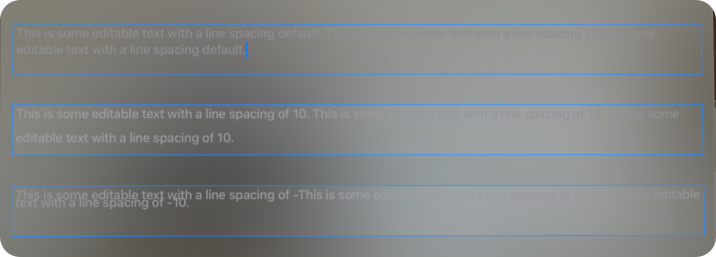 This is some editable text with a line spacing default. This is some editable text with a line spacing This is some
editable text with a line spacing default.
This is some editable text with a line spacing of 10. This is some editable text with a line spacing of 10. This is some
editable text with a line spacing of 10.
This is some editable text with a line spacing of -This is some editable text with a line spacing of -This is some editable
text with a line spacing of -10.